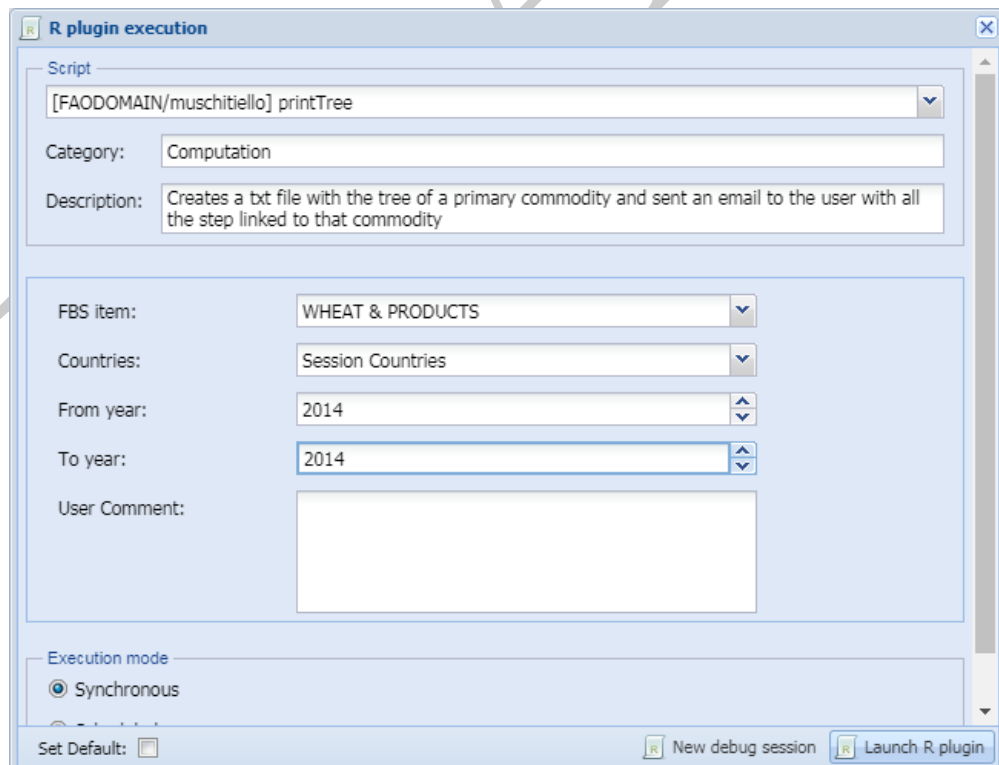 R plugin execution
Script
[FAODOMAIN/muschitiello] printTree
Category: Computation
Description: Creates a txt file with the tree of a primary commodity and sent an email to the user with all
the step linked to that commodity
FBS item: WHEAT & PRODUCTS
Countries: Session Countries
From year: 2014
To year: 2014
User Comment:
Execution mode
Synchronous
Set Default: R New debug session R Launch R plugin